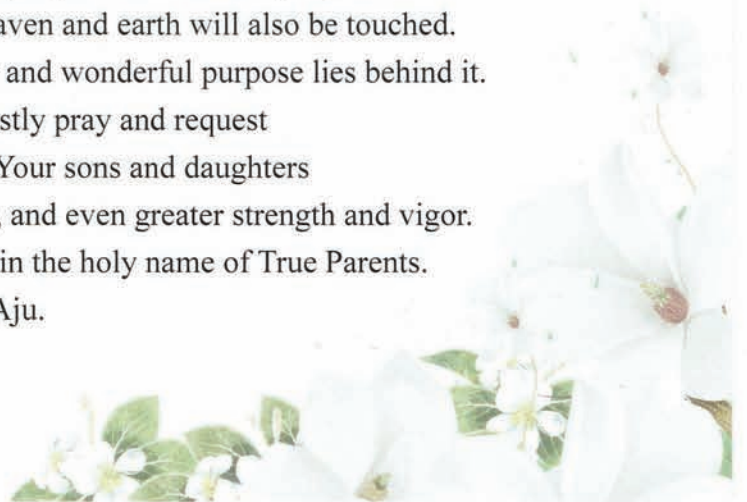 aven and earth will also be touched.
and wonderful purpose lies behind it.
stly pray and request
Your sons and daughters
, and even greater strength and vigor.
in the holy name of True Parents.
Aju.